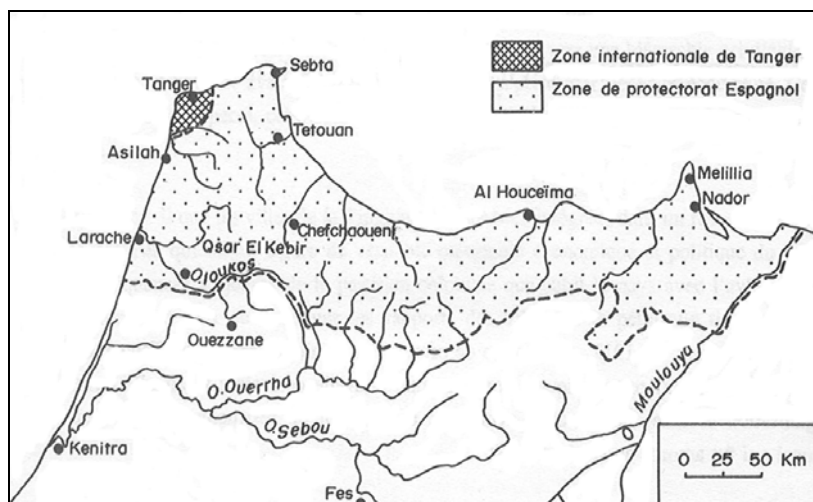 Zone internationale de Tanger
Zone de protectorat Espagnol
Sebta
Tanger
Tetouan
Asilah
Melillia
Nador
Al Houceïma
Chefchaouen
Larache
Qsar El Kebir
O.loukos
Ouezzane
Moulouya
O.Ouerrha
O.Sebou
Kenitra
0 25 50 Km
Fes